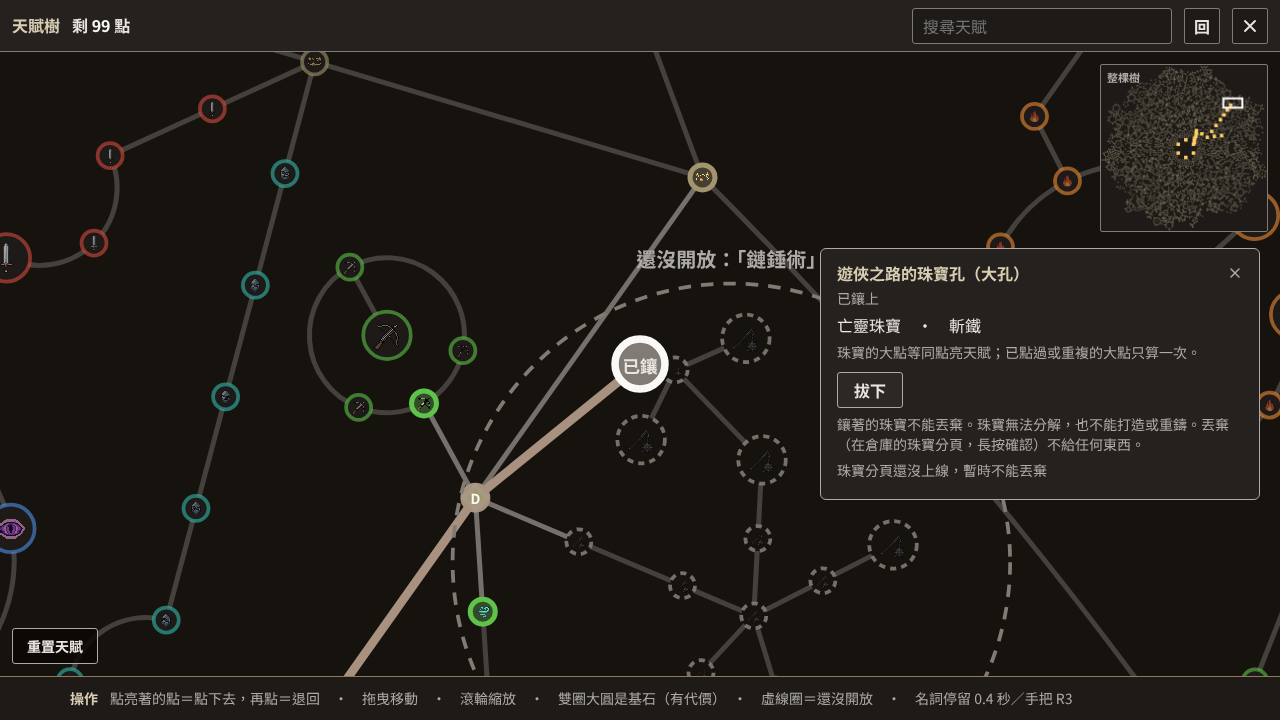 天賦樹 剩 99 點
搜尋天賦
回
整棵樹
還沒開放：「鏈錘術」
遊俠之路的珠寶孔（大孔）
已鑲上
亡靈珠寶 • 斬鐵
珠寶的大點等同點亮天賦；已點過或重複的大點只算一次。
拔下
鑲著的珠寶不能丟棄。珠寶無法分解，也不能打造或重鑄。丟棄
（在倉庫的珠寶分頁，長按確認）不給任何東西。
珠寶分頁還沒上線，暫時不能丟棄
已鑲
D
重置天賦
操作 點亮著的點＝點下去，再點＝退回 • 拖曳移動 • 滾輪縮放 • 雙圈大圓是基石（有代價） • 虛線圈＝還沒開放 • 名詞停留 0.4 秒／手把 R3